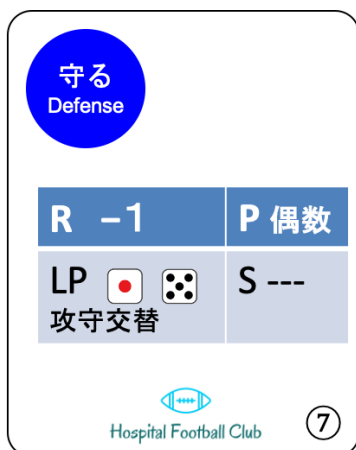 守る
Defense
R -1
P 偶数
LP
S ---
攻守交替
Hospital Football Club
⑦